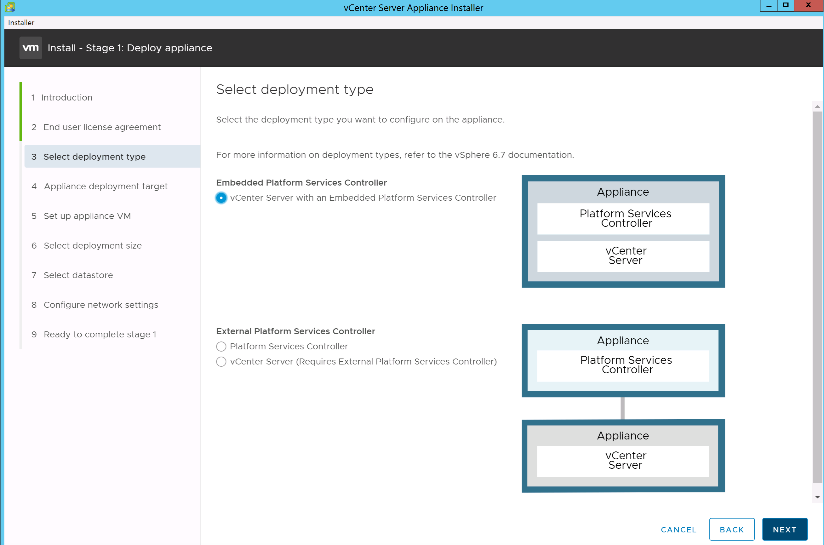 vCenter Server Appliance Installer
Installer
vm Install - Stage 1: Deploy appliance
1 Introduction
2 End user license agreement
3 Select deployment type
4 Appliance deployment target
5 Set up appliance VM
6 Select deployment size
7 Select datastore
8 Configure network settings
9 Ready to complete stage 1
Select deployment type
Select the deployment type you want to configure on the appliance.
For more information on deployment types, refer to the vSphere 6.7 documentation.
Embedded Platform Services Controller
vCenter Server with an Embedded Platform Services Controller
Appliance
Platform Services
Controller
vCenter
Server
External Platform Services Controller
Platform Services Controller
vCenter Server (Requires External Platform Services Controller)
Appliance
Platform Services
Controller
Appliance
vCenter
Server
CANCEL BACK NEXT